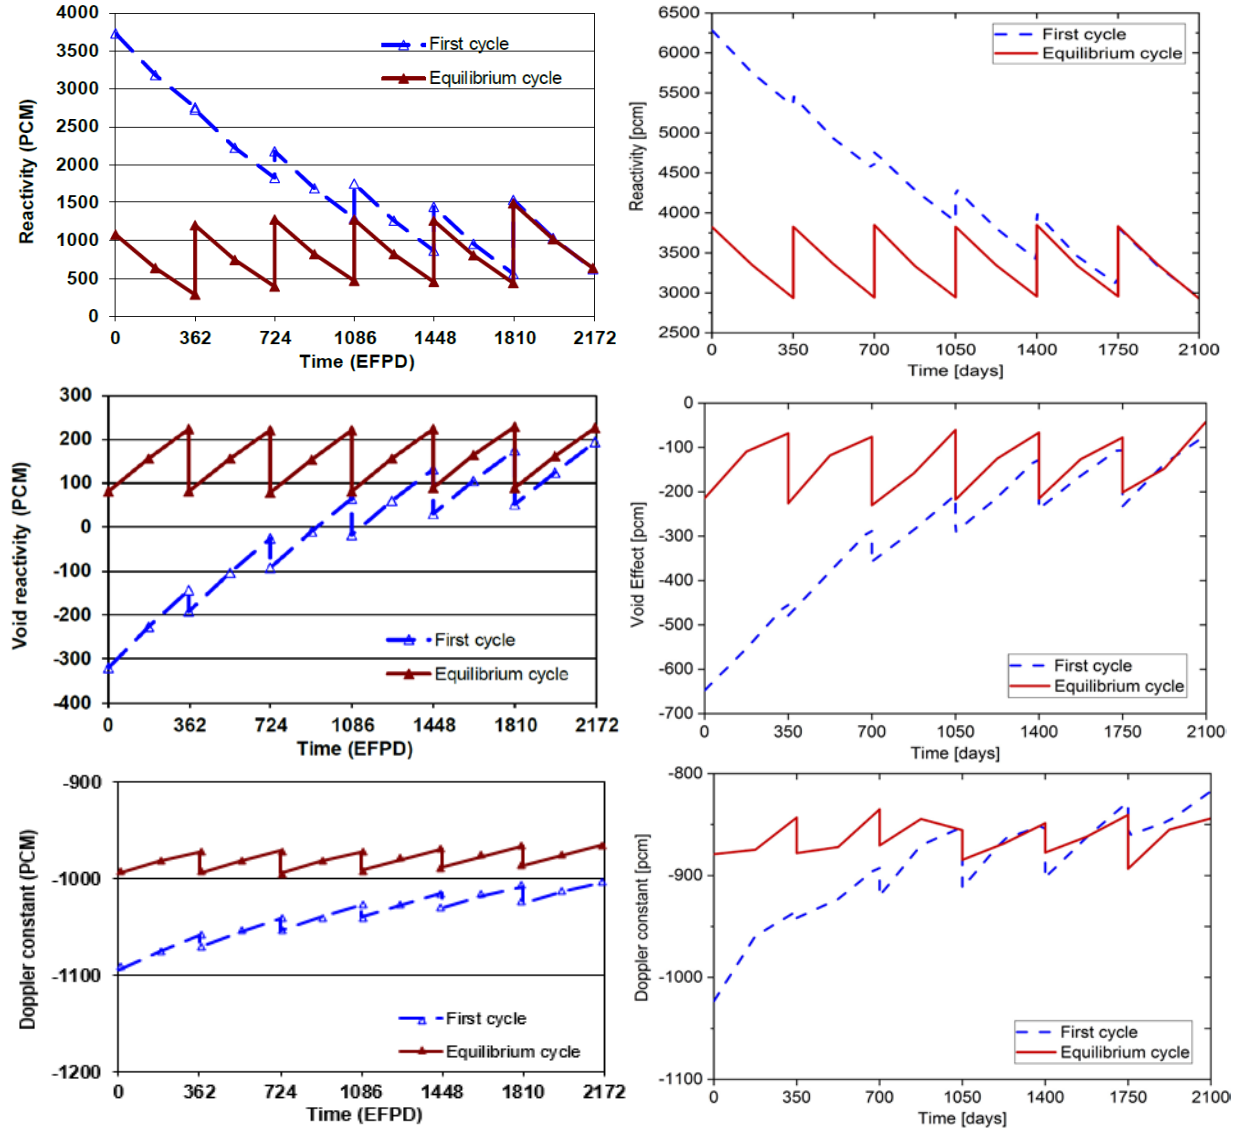 4000
3500
3000
2500
2000
1500
1000
500
0
Reactivity (PCM)
First cycle
Equilibrium cycle
0 362 724 1086 1448 1810 2172
Time (EFPD)
6500
6000
5500
5000
4500
4000
3500
3000
2500
Reactivity [pcm]
First cycle
Equilibrium cycle
0 350 700 1050 1400 1750 2100
Time [days]
300
200
100
0
-100
-200
-300
-400
Void reactivity (PCM)
First cycle
Equilibrium cycle
0 362 724 1086 1448 1810 2172
Time (EFPD)
0
-100
-200
-300
-400
-500
-600
-700
Void Effect [pcm]
First cycle
Equilibrium cycle
0 350 700 1050 1400 1750 2100
Time [days]
-900
-1000
-1100
-1200
Doppler constant (PCM)
First cycle
Equilibrium cycle
0 362 724 1086 1448 1810 2172
Time (EFPD)
-800
-900
-1000
-1100
Doppler constant [pcm]
First cycle
Equilibrium cycle
0 350 700 1050 1400 1750 2100
Time [days]